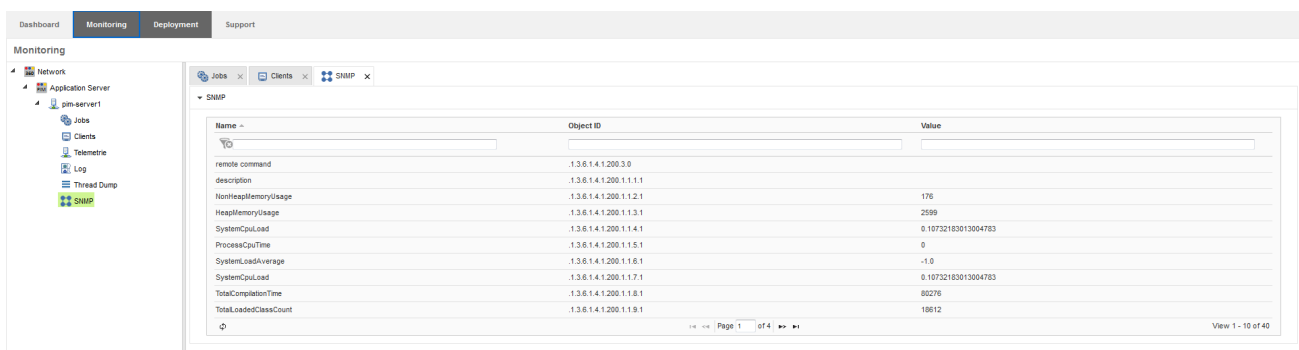 Dashboard Monitoring Deployment Support
Monitoring
Network
Application Server
pim-server1
Jobs
Clients
Telemetrie
Log
Thread Dump
SNMP
Jobs x Clients x SNMP x
SNMP
Name Object ID Value
remote command .1.3.6.1.4.1.200.3.0
description .1.3.6.1.4.1.200.1.1.1.1
NonHeapMemoryUsage .1.3.6.1.4.1.200.1.1.2.1 176
HeapMemoryUsage .1.3.6.1.4.1.200.1.1.3.1 2599
SystemCpuLoad .1.3.6.1.4.1.200.1.1.4.1 0.10732183013004783
ProcessCpuTime .1.3.6.1.4.1.200.1.1.5.1 0
SystemLoadAverage .1.3.6.1.4.1.200.1.1.6.1 -1.0
SystemCpuLoad .1.3.6.1.4.1.200.1.1.7.1 0.10732183013004783
TotalCompilationTime .1.3.6.1.4.1.200.1.1.8.1 80276
TotalLoadedClassCount .1.3.6.1.4.1.200.1.1.9.1 18612
Page 1 of 4 View 1 - 10 of 40